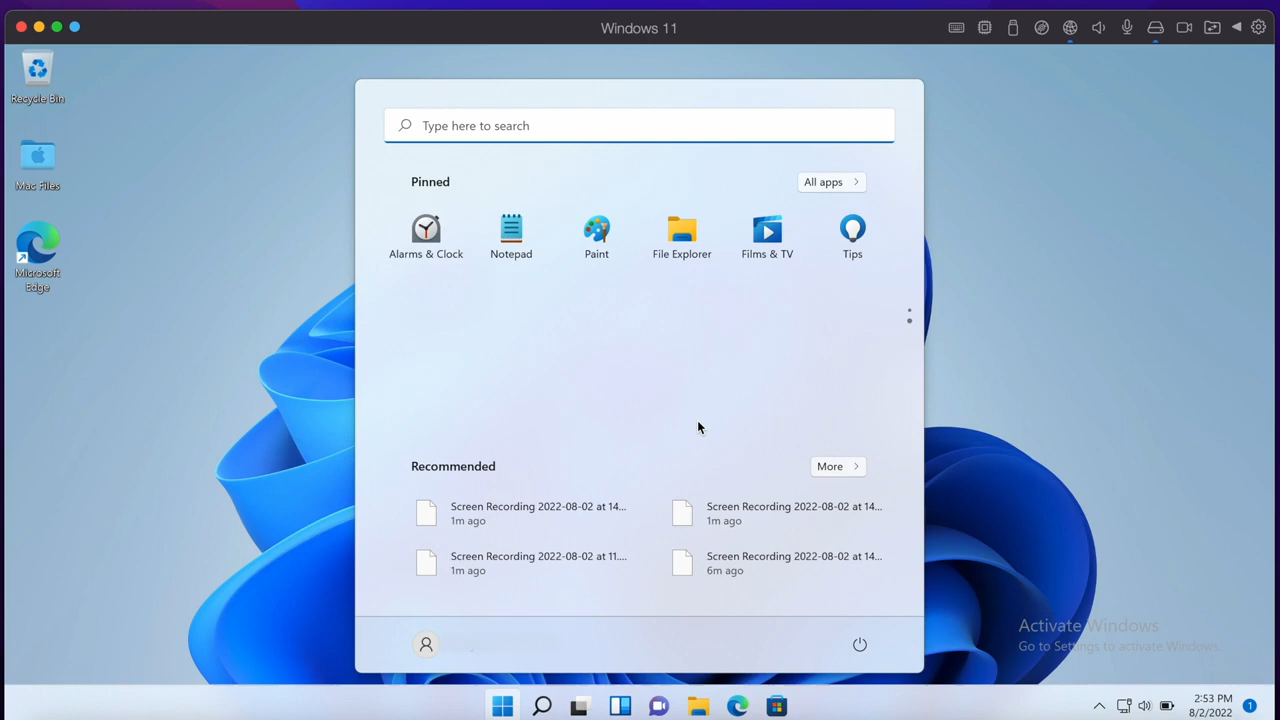 Windows 11
Recycle Bin
Mac Files
Microsoft
Edge
Type here to search
Pinned
All apps
Alarms & Clock
Notepad
Paint
File Explorer
Films & TV
Tips
Recommended
More
Screen Recording 2022-08-02 at 14...
1m ago
Screen Recording 2022-08-02 at 14...
1m ago
Screen Recording 2022-08-02 at 11....
1m ago
Screen Recording 2022-08-02 at 14...
6m ago
Activate Windows
Go to Settings to activate Windows.
2:53 PM
8/2/2022
1